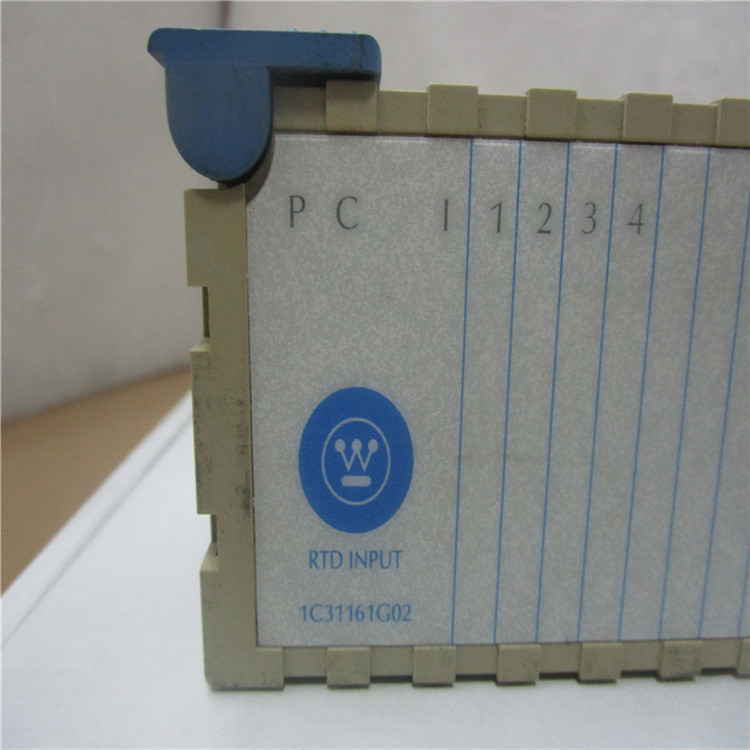 P C I 1 2 3 4
W
RTD INPUT
1C31161G02